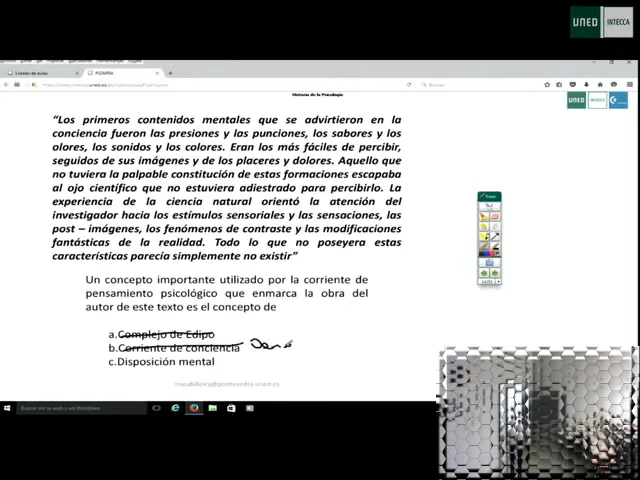 UNED INTECCA
Listado de aulas
PIZARRA
Buscar
Historia de la Psicología
UNED INTECCA
"Los primeros contenidos mentales que se advirtieron en la
conciencia fueron las presiones y las punciones, los sabores y los
olores, los sonidos y los colores. Eran los más fáciles de percibir,
seguidos de sus imágenes y de los placeres y dolores. Aquello que
no tuviera la palpable constitución de estas formaciones escapaba
al ojo científico que no estuviera adiestrado para percibirlo. La
experiencia de la ciencia natural orientó la atención del
investigador hacia los estímulos sensoriales y las sensaciones, las
post – imágenes, los fenómenos de contraste y las modificaciones
fantásticas de la realidad. Todo lo que no poseyera estas
características parecía simplemente no existir"
Un concepto importante utilizado por la corriente de
pensamiento psicológico que enmarca la obra del
autor de este texto es el concepto de
a.Complejo de Edipo
b.Corriente de conciencia
c.Disposición mental
Buscar en la web y en Windows